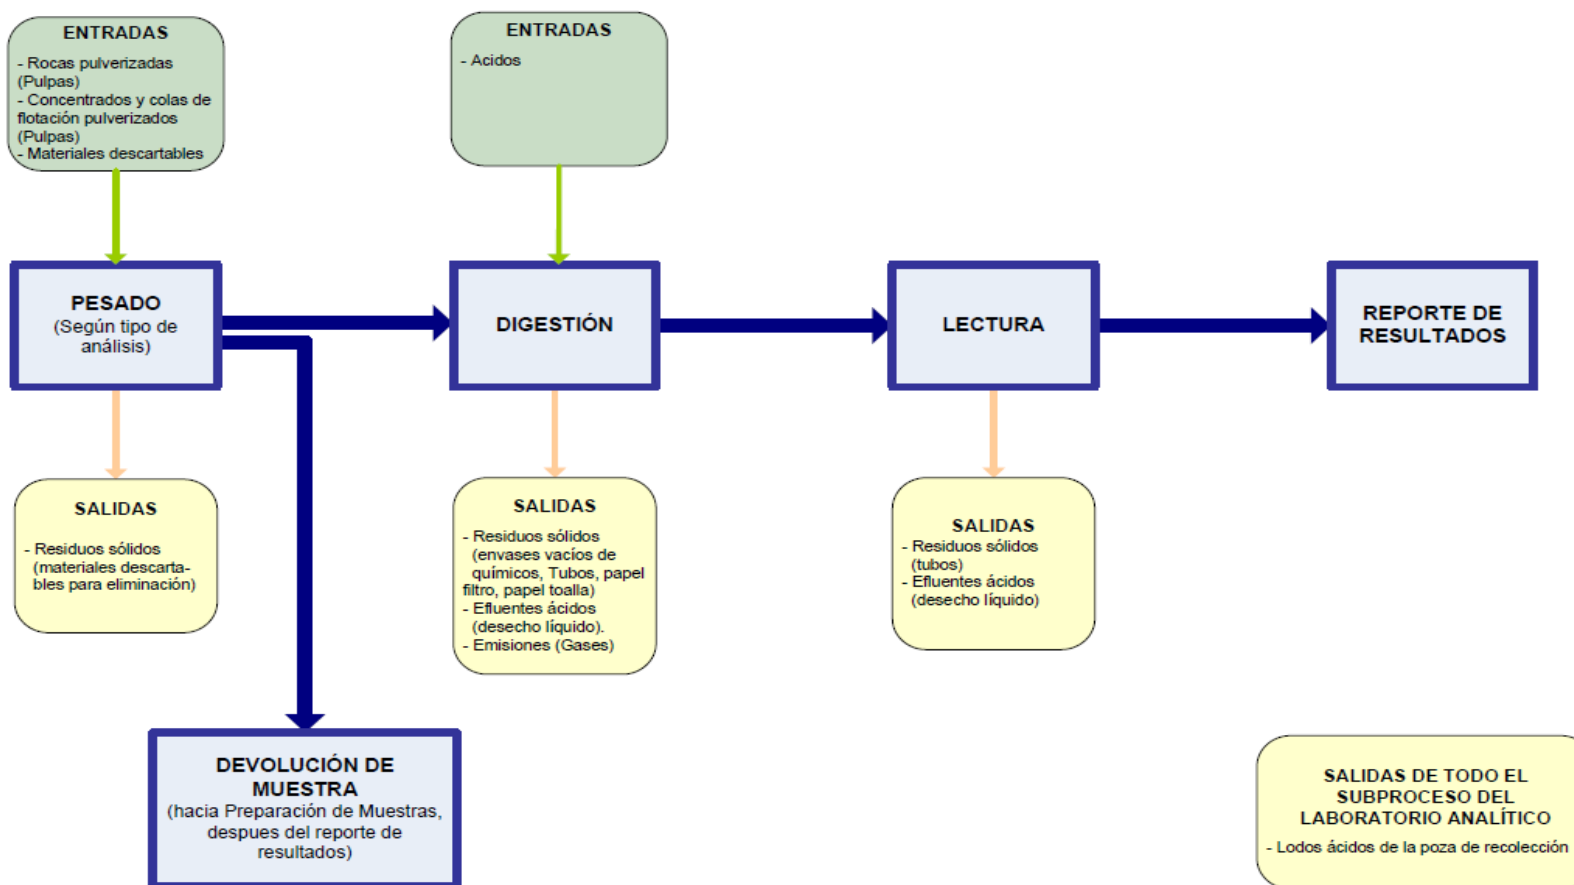 ENTRADAS
- Rocas pulverizadas
(Pulpas)
- Concentrados y colas de
flotación pulverizados
(Pulpas)
- Materiales descartables
ENTRADAS
- Acidos
PESADO
(Según tipo de
análisis)
DIGESTIÓN
LECTURA
REPORTE DE
RESULTADOS
SALIDAS
- Residuos sólidos
(materiales descarta-
bles para eliminación)
SALIDAS
- Residuos sólidos
(envases vacíos de
químicos, Tubos, papel
filtro, papel toalla)
- Efluentes ácidos
(desecho líquido).
- Emisiones (Gases)
SALIDAS
- Residuos sólidos
(tubos)
- Efluentes ácidos
(desecho líquido)
DEVOLUCIÓN DE
MUESTRA
(hacia Preparación de Muestras,
despues del reporte de
resultados)
SALIDAS DE TODO EL
SUBPROCESO DEL
LABORATORIO ANALÍTICO
- Lodos ácidos de la poza de recolección